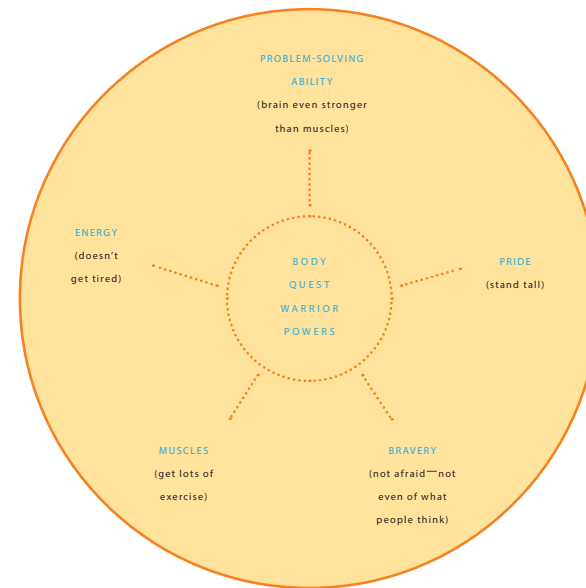 PROBLEM-SOLVING
ABILITY
(brain even stronger
than muscles)
ENERGY
(doesn't
get tired)
BODY
QUEST
WARRIOR
POWERS
PRIDE
(stand tall)
MUSCLES
(get lots of
exercise)
BRAVERY
(not afraid—not
even of what
people think)